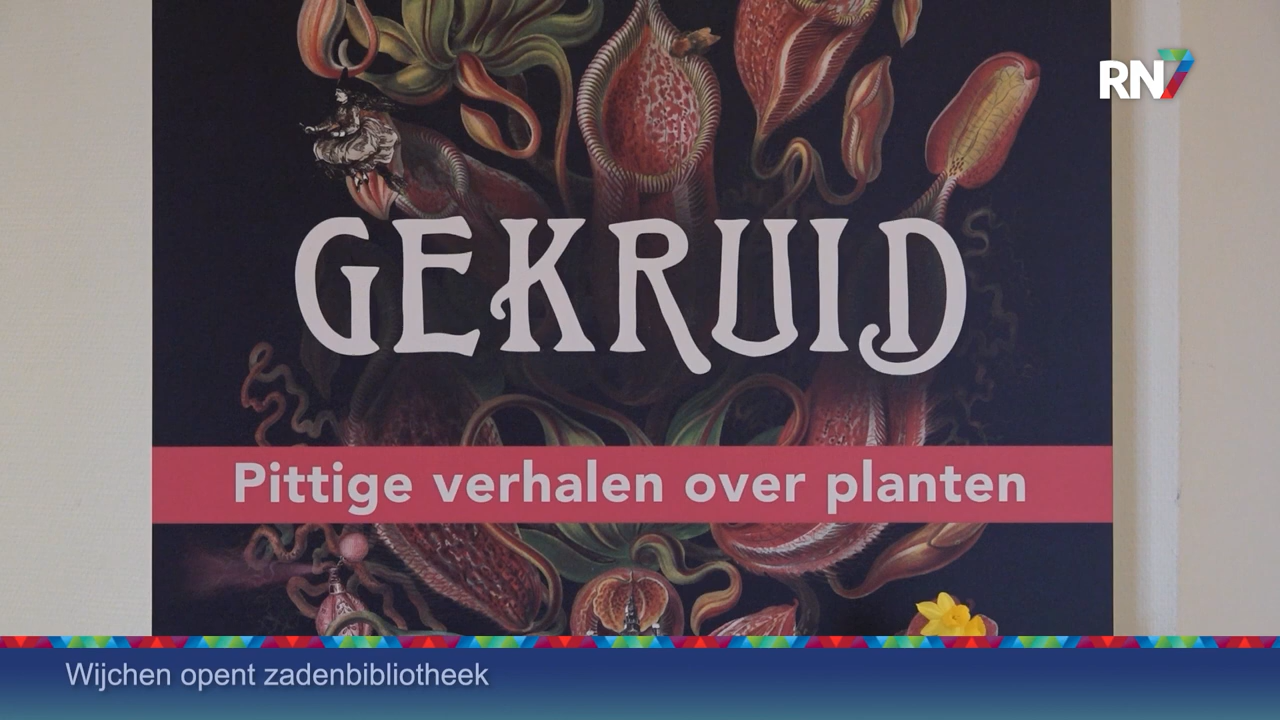 RN7
GEKRUID
Pittige verhalen over planten
Wijchen opent zadenbibliotheek